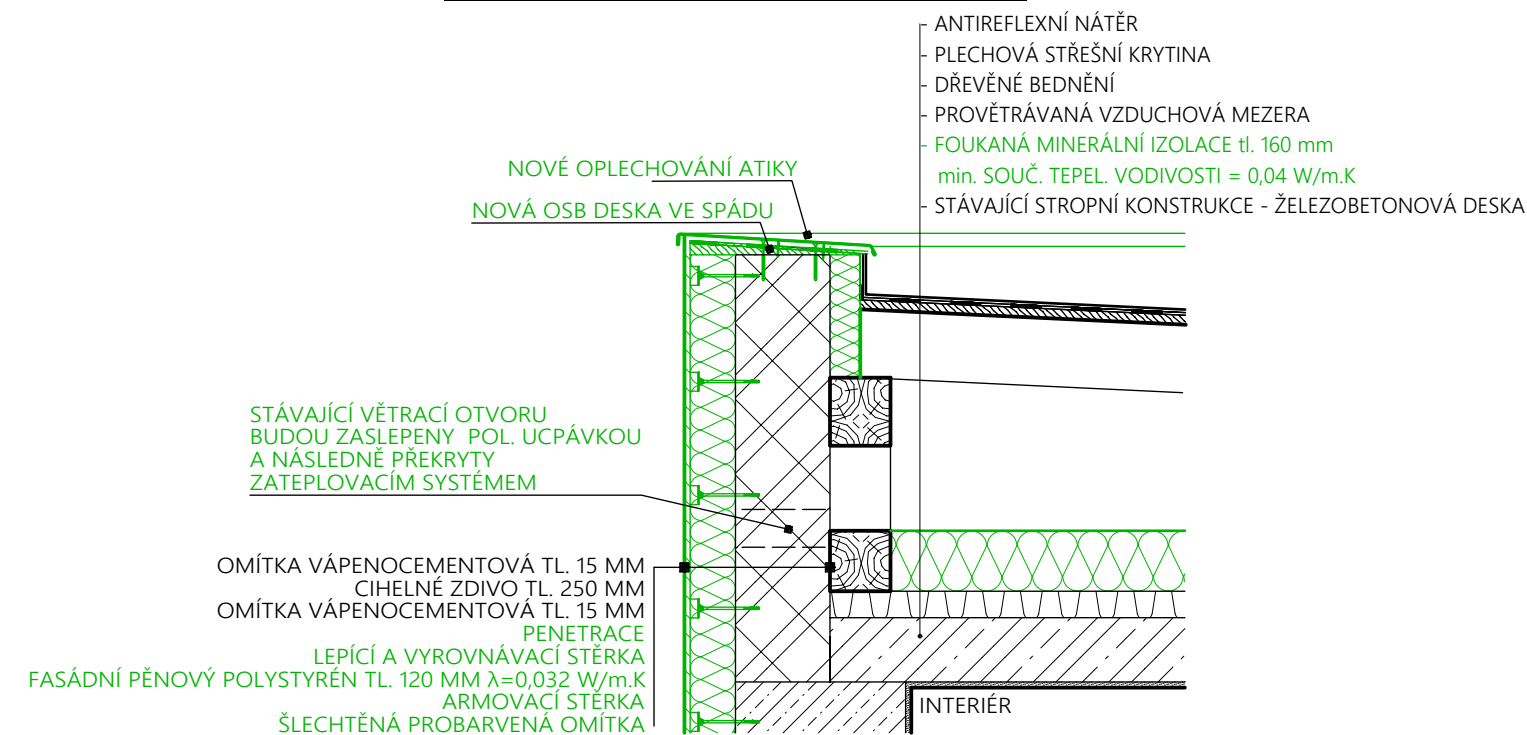 - ANTIREFLEXNÍ NÁTĚR
- PLECHOVÁ STŘEŠNÍ KRYTINA
- DŘEVĚNÉ BEDNĚNÍ
- PROVĚTRÁVANÁ VZDUCHOVÁ MEZERA
- FOUKANÁ MINERÁLNÍ IZOLACE tl. 160 mm
min. SOUČ. TEPEL. VODIVOSTI = 0,04 W/m.K
- STÁVAJÍCÍ STROPNÍ KONSTRUKCE - ŽELEZOBETONOVÁ DESKA
NOVÉ OPLECHOVÁNÍ ATIKY
NOVÁ OSB DESKA VE SPÁDU
STÁVAJÍCÍ VĚTRACÍ OTVORU
BUDOU ZASLEPENY POL. UCPÁVKOU
A NÁSLEDNĚ PŘEKRYTY
ZATEPLOVACÍM SYSTÉMEM
OMÍTKA VÁPENOCEMENTOVÁ TL. 15 MM
CIHELNÉ ZDIVO TL. 250 MM
OMÍTKA VÁPENOCEMENTOVÁ TL. 15 MM
PENETRACE
LEPÍCÍ A VYROVNÁVACÍ STĚRKA
FASÁDNÍ PĚNOVÝ POLYSTYRÉN TL. 120 MM λ=0,032 W/m.K
ARMOVACÍ STĚRKA
ŠLECHTĚNÁ PROBARVENÁ OMÍTKA
INTERIÉR